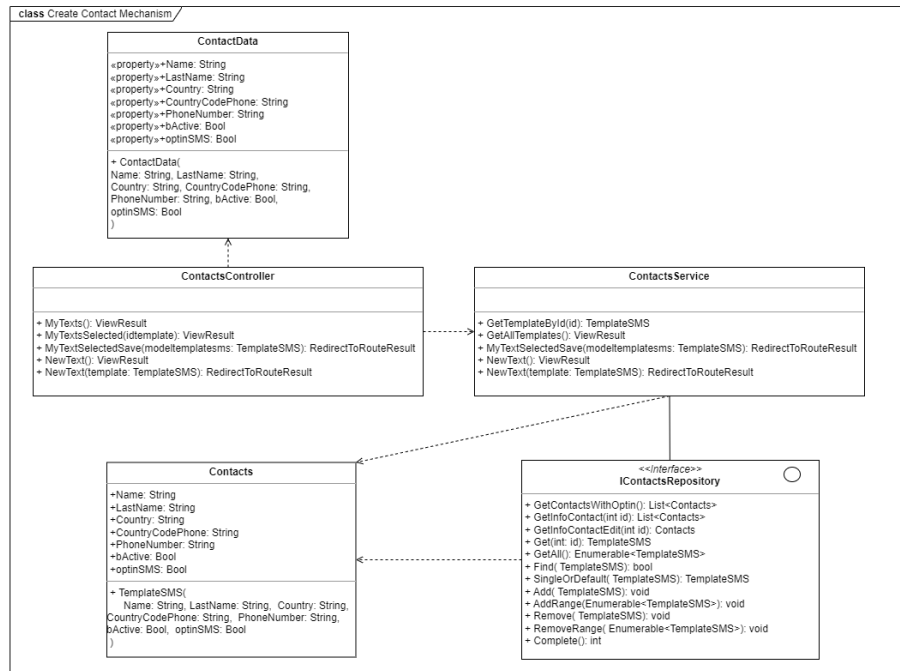 class Create Contact Mechanism
ContactData
«property»+Name: String
«property»+LastName: String
«property»+Country: String
«property»+CountryCodePhone: String
«property»+PhoneNumber: String
«property»+bActive: Bool
«property»+optinSMS: Bool
+ ContactData(
Name: String, LastName: String,
Country: String, CountryCodePhone: String,
PhoneNumber: String, bActive: Bool,
optinSMS: Bool
)
ContactsController
+ MyTexts(): ViewResult
+ MyTextsSelected(idtemplate): ViewResult
+ MyTextSelectedSave(modeltemplatesms: TemplateSMS): RedirectToRouteResult
+ NewText(): ViewResult
+ NewText(template: TemplateSMS): RedirectToRouteResult
ContactsService
+ GetTemplateById(id): TemplateSMS
+ GetAllTemplates(): ViewResult
+ MyTextSelectedSave(modeltemplatesms: TemplateSMS): RedirectToRouteResult
+ NewText(): ViewResult
+ NewText(template: TemplateSMS): RedirectToRouteResult
Contacts
+Name: String
+LastName: String
+Country: String
+CountryCodePhone: String
+PhoneNumber: String
+bActive: Bool
+optinSMS: Bool
+ TemplateSMS(
Name: String, LastName: String, Country: String,
CountryCodePhone: String, PhoneNumber: String,
bActive: Bool, optinSMS: Bool
)
<<interface>>
IContactsRepository
+ GetContactsWithOptin(): List<Contacts>
+ GetInfoContact(int id): List<Contacts>
+ GetInfoContactEdit(int id): Contacts
+ Get(int: id): TemplateSMS
+ GetAll(): Enumerable<TemplateSMS>
+ Find( TemplateSMS): bool
+ SingleOrDefault( TemplateSMS): TemplateSMS
+ Add( TemplateSMS): void
+ AddRange(Enumerable<TemplateSMS>): void
+ Remove( TemplateSMS): void
+ RemoveRange( Enumerable<TemplateSMS>): void
+ Complete(): int